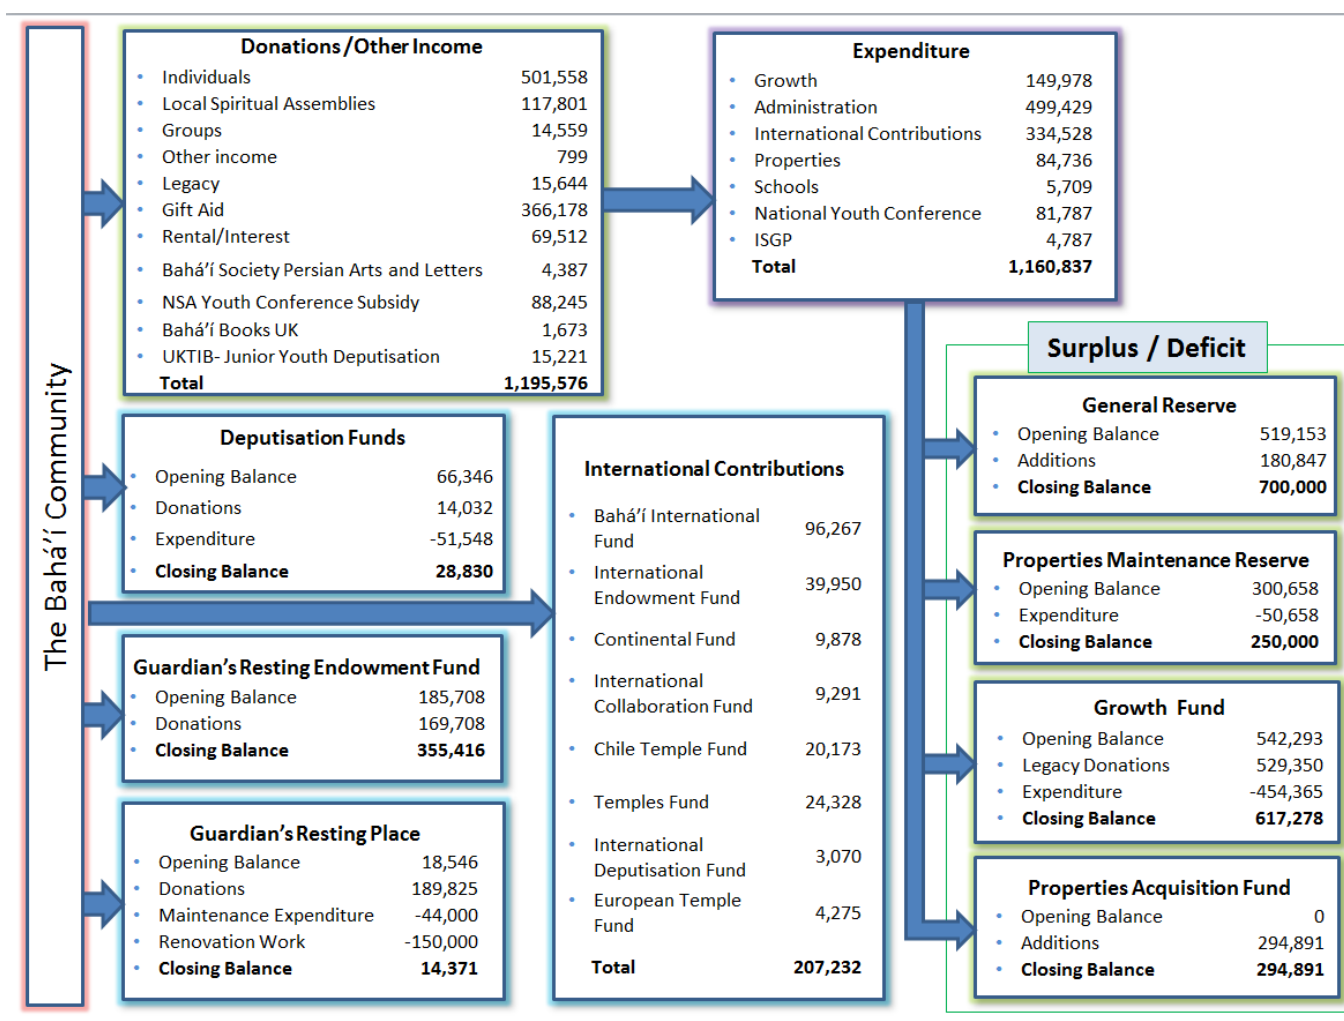 The Bahá’í Community
Donations/Other Income
• Individuals 501,558
• Local Spiritual Assemblies 117,801
• Groups 14,559
• Other income 799
• Legacy 15,644
• Gift Aid 366,178
• Rental/Interest 69,512
• Bahá’í Society Persian Arts and Letters 4,387
• NSA Youth Conference Subsidy 88,245
• Bahá’í Books UK 1,673
• UKTIB- Junior Youth Deputisation 15,221
Total 1,195,576
Expenditure
• Growth 149,978
• Administration 499,429
• International Contributions 334,528
• Properties 84,736
• Schools 5,709
• National Youth Conference 81,787
• ISGP 4,787
Total 1,160,837
Deputisation Funds
• Opening Balance 66,346
• Donations 14,032
• Expenditure -51,548
• Closing Balance 28,830
Guardian’s Resting Endowment Fund
• Opening Balance 185,708
• Donations 169,708
• Closing Balance 355,416
Guardian’s Resting Place
• Opening Balance 18,546
• Donations 189,825
• Maintenance Expenditure -44,000
• Renovation Work -150,000
• Closing Balance 14,371
International Contributions
• Bahá’í International
Fund 96,267
• International
Endowment Fund 39,950
• Continental Fund 9,878
• International
Collaboration Fund 9,291
• Chile Temple Fund 20,173
• Temples Fund 24,328
• International
Deputisation Fund 3,070
• European Temple
Fund 4,275
Total 207,232
Surplus / Deficit
General Reserve
• Opening Balance 519,153
• Additions 180,847
• Closing Balance 700,000
Properties Maintenance Reserve
• Opening Balance 300,658
• Expenditure -50,658
• Closing Balance 250,000
Growth Fund
• Opening Balance 542,293
• Legacy Donations 529,350
• Expenditure -454,365
• Closing Balance 617,278
Properties Acquisition Fund
• Opening Balance 0
• Additions 294,891
• Closing Balance 294,891